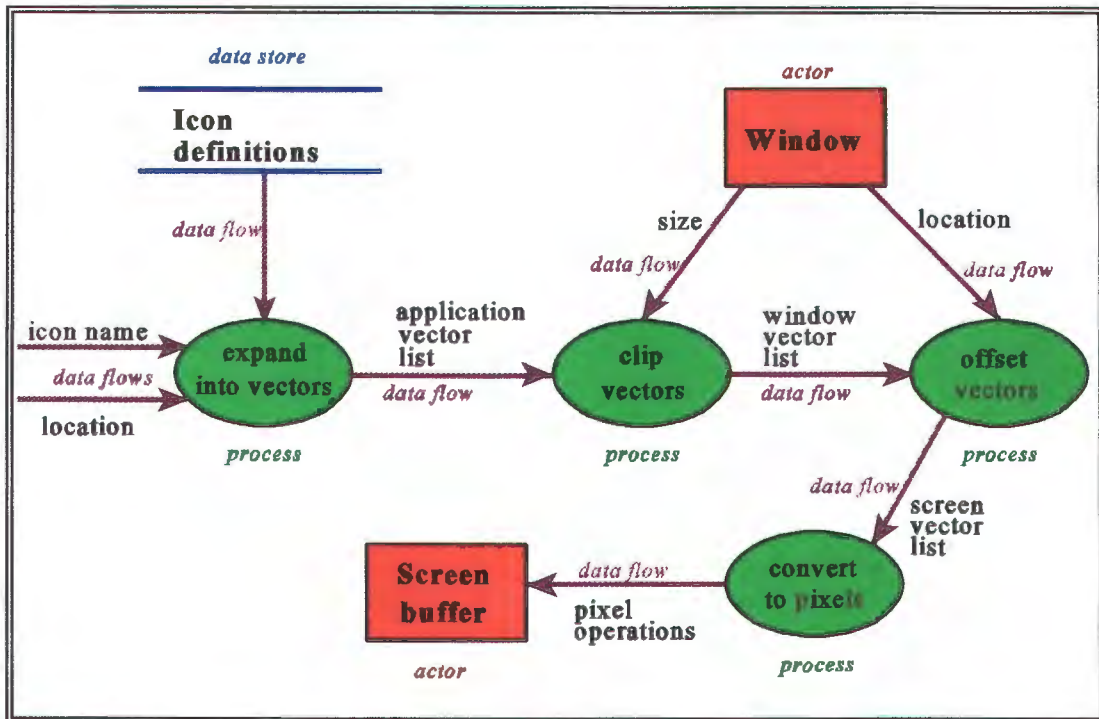 data store
Icon
definitions
data flow
actor
Window
size
data flow
location
data flow
icon name
data flows
location
expand
into vectors
process
application
vector
list
data flow
clip
vectors
process
window
vector
list
data flow
offset
vectors
process
data flow
screen
vector
list
convert
to pixels
process
data flow
pixel
operations
Screen
buffer
actor